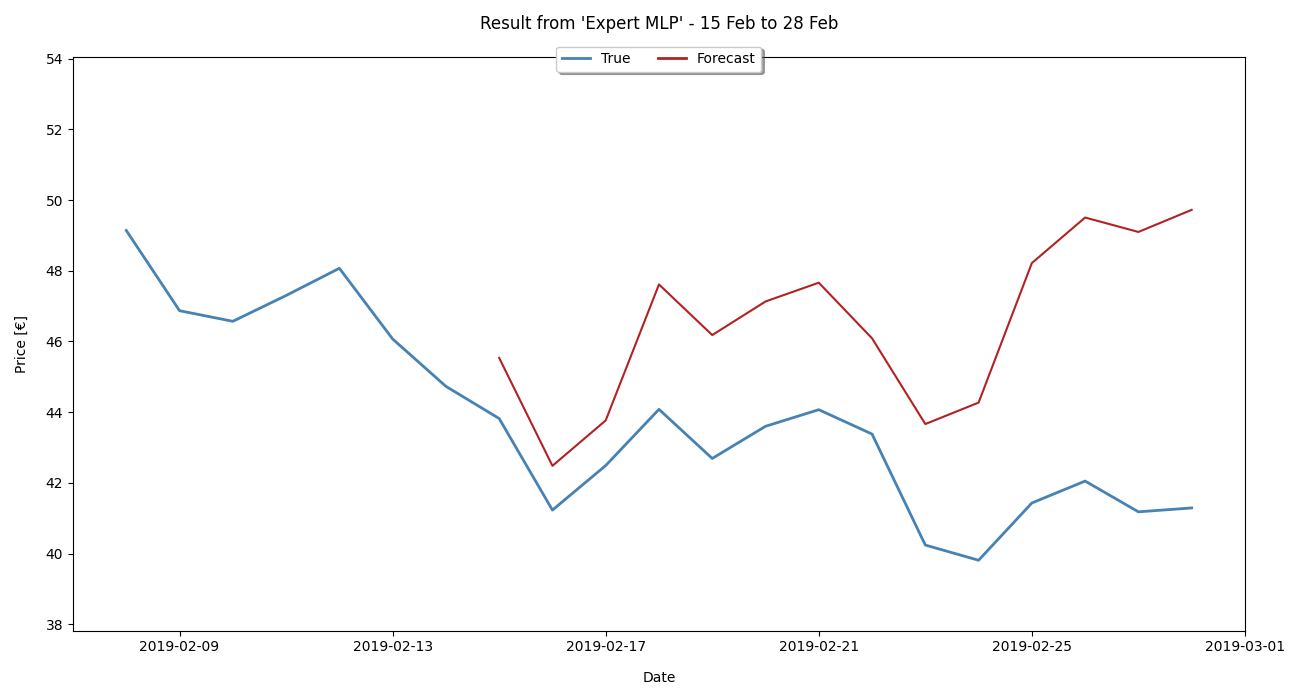 Result from 'Expert MLP' - 15 Feb to 28 Feb
True Forecast
54
52
50
48
46
44
42
40
38
Price [€]
2019-02-09 2019-02-13 2019-02-17 2019-02-21 2019-02-25 2019-03-01
Date